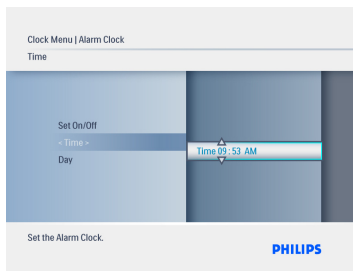 Clock Menu | Alarm Clock
Time
Set On/Off
< Time >
Day
Time 09 : 53 AM
Set the Alarm Clock.
PHILIPS